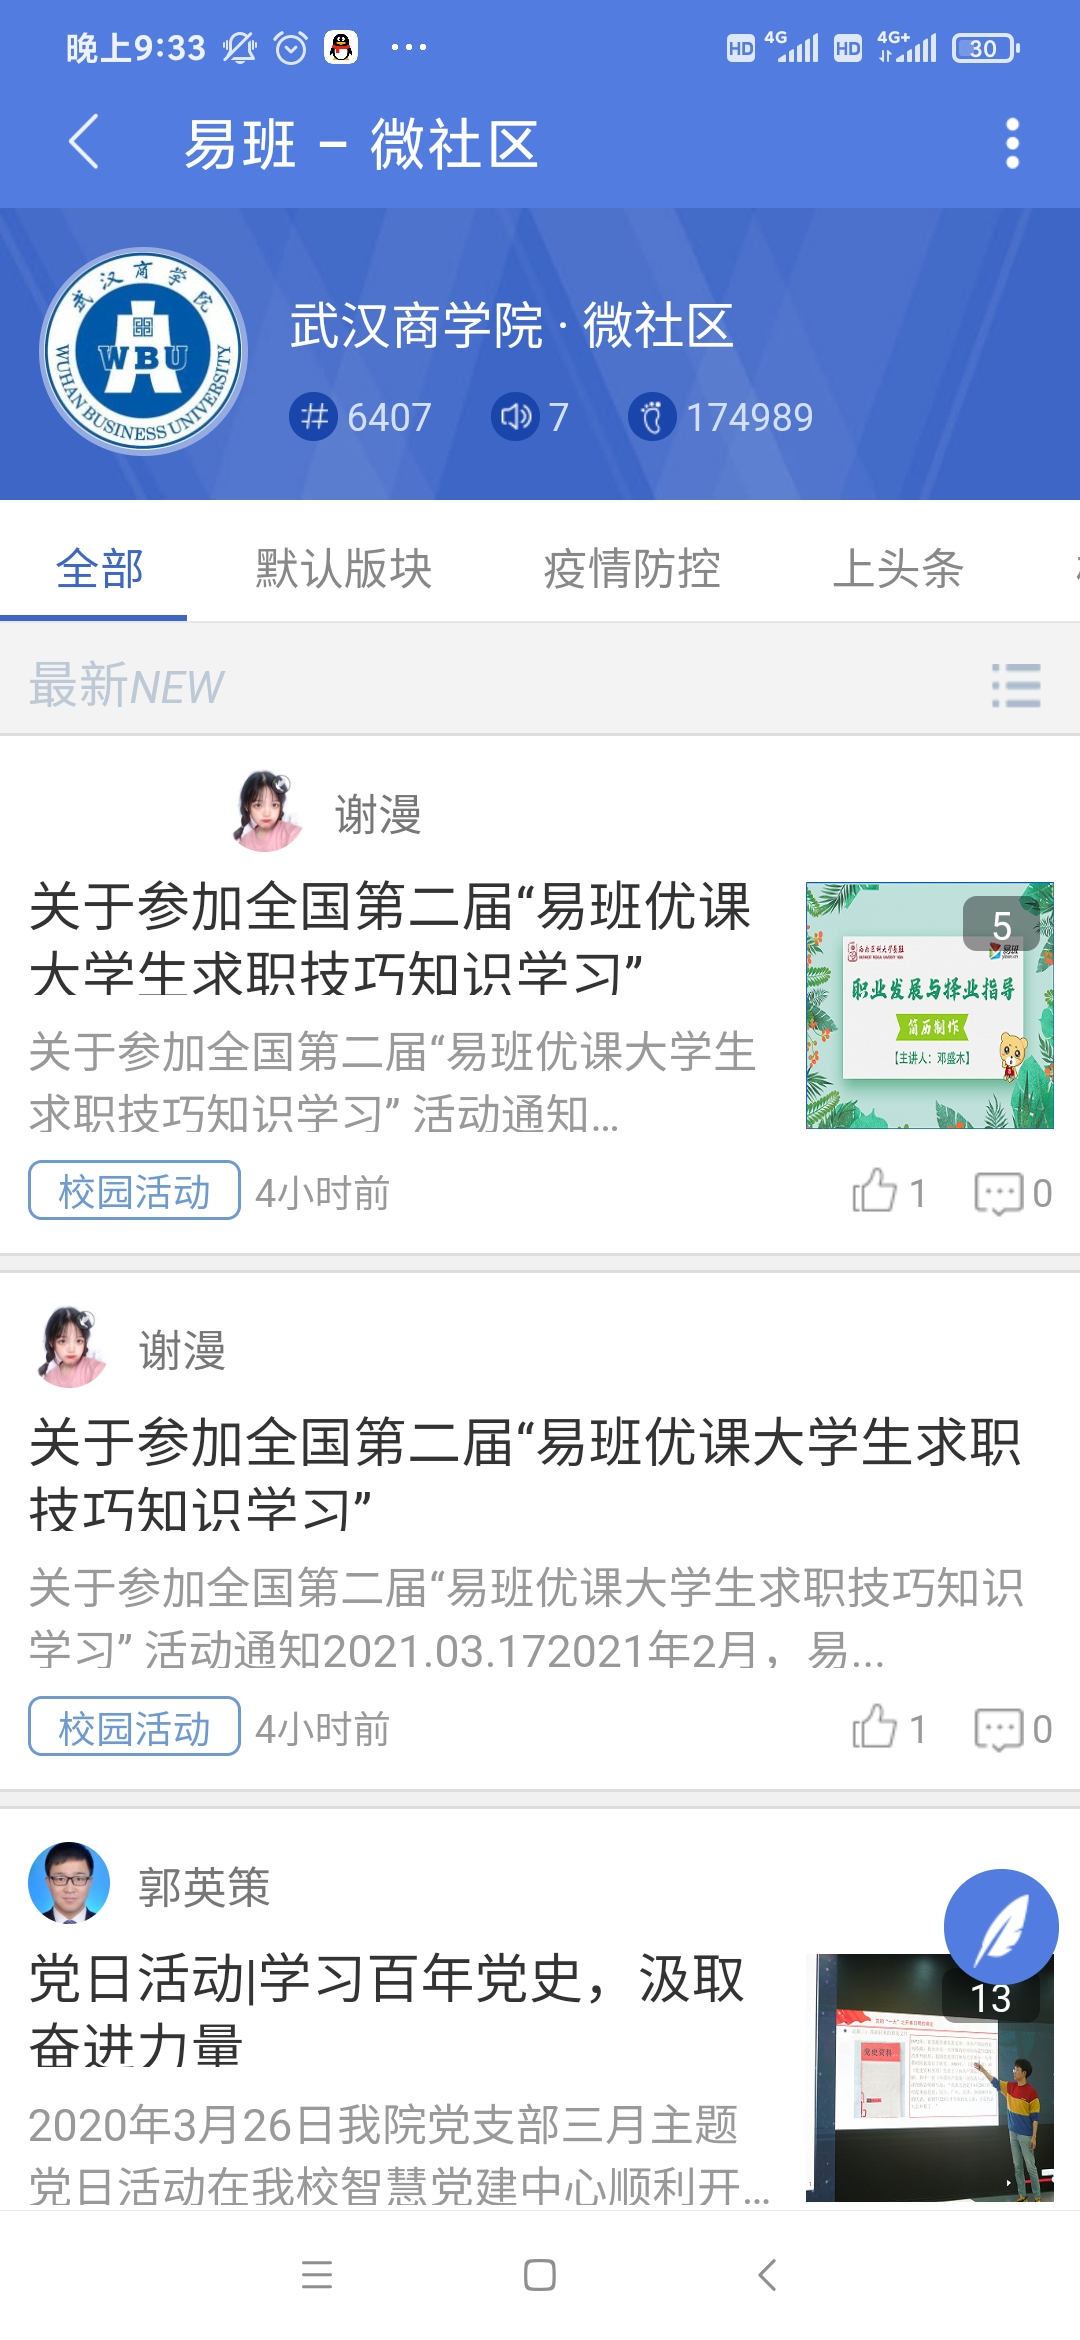 晚上9:33
HD 4G HD 4G+ 30
易班 – 微社区
武汉商学院
WBU
WUHAN BUSINESS UNIVERSITY
武汉商学院 · 微社区
6407 7 174989
全部 默认版块 疫情防控 上头条
最新NEW
谢漫
关于参加全国第二届“易班优课
大学生求职技巧知识学习”
关于参加全国第二届“易班优课大学生
求职技巧知识学习” 活动通知...
5
易班
职业发展与择业指导
简历制作
【主讲人：邓盛木】
校园活动 4小时前 1 0
谢漫
关于参加全国第二届“易班优课大学生求职
技巧知识学习”
关于参加全国第二届“易班优课大学生求职技巧知识
学习” 活动通知2021.03.172021年2月，易...
校园活动 4小时前 1 0
郭英策
党日活动|学习百年党史，汲取
奋进力量
2020年3月26日我院党支部三月主题
党日活动在我校智慧党建中心顺利开...
13
党史资料